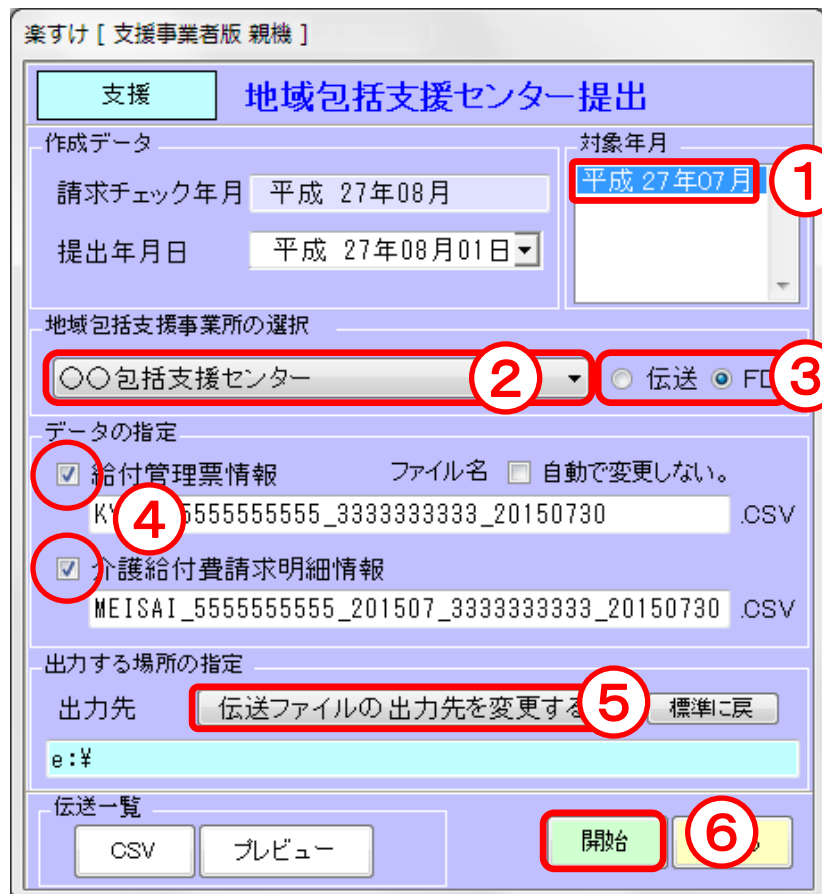 楽すけ [ 支援事業者版 親機 ]
支援
地域包括支援センター提出
作成データ
対象年月
請求チェック年月 平成 27年08月
平成 27年07月
①
提出年月日 平成 27年08月01日
地域包括支援事業所の選択
〇〇包括支援センター ② 伝送 FD ③
データの指定
給付管理票情報 ファイル名 自動で変更しない。
④
5555555555_3333333333_20150730 .CSV
介護給付費請求明細情報
MEISAI_5555555555_201507_3333333333_20150730 .CSV
出力する場所の指定
出力先 伝送ファイルの出力先を変更する ⑤ 標準に戻
e:¥
伝送一覧
CSV プレビュー 開始 ⑥